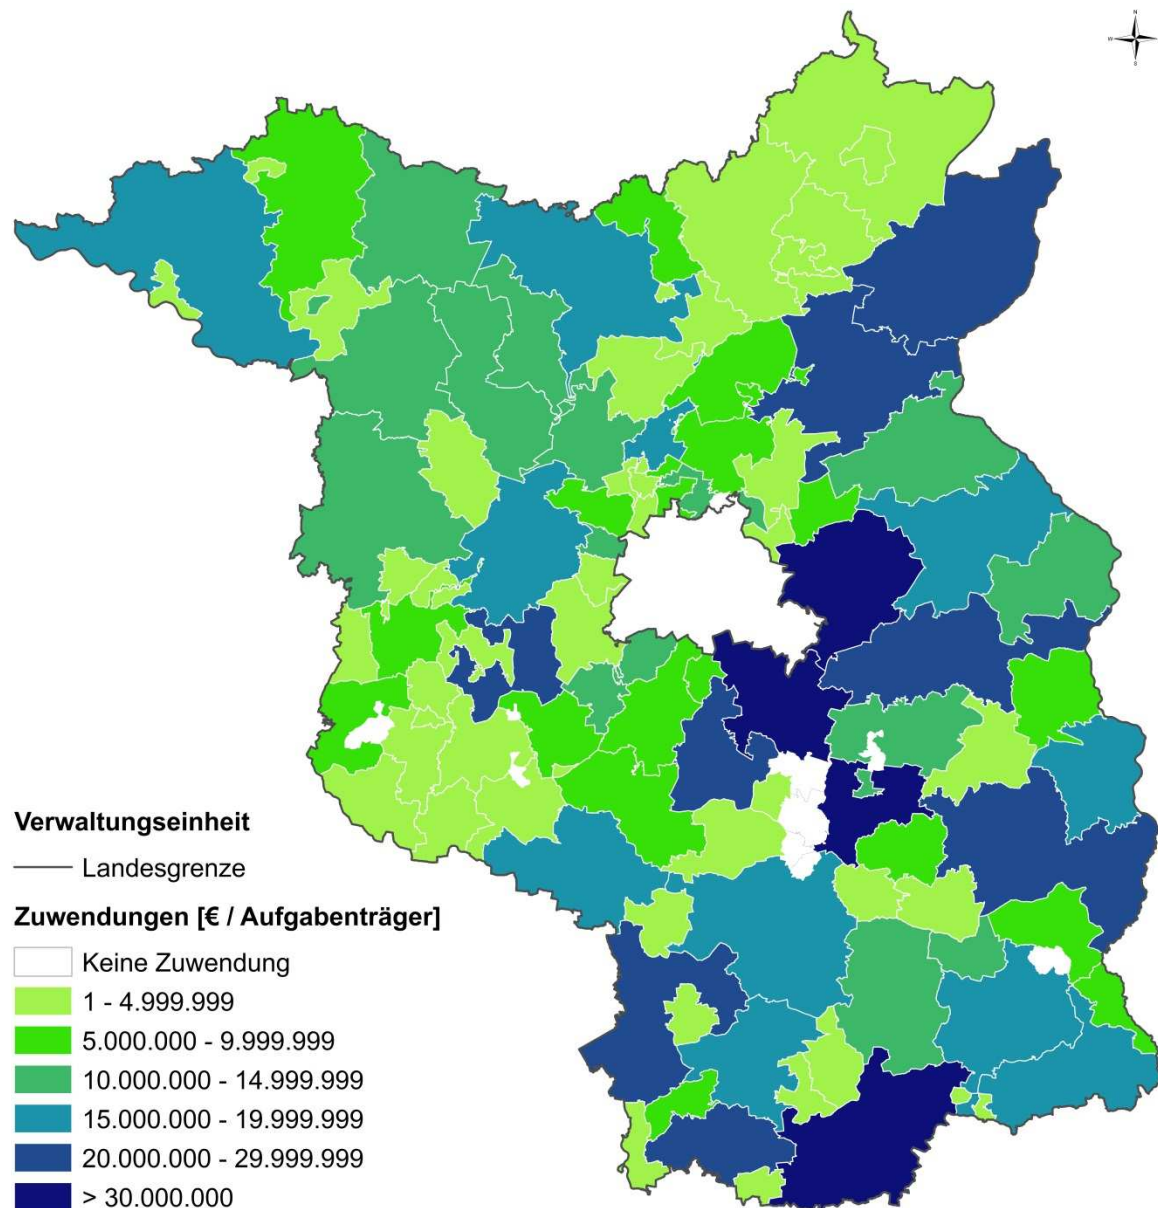 N
W
S
Verwaltungseinheit
Landesgrenze
Zuwendungen [€ / Aufgabenträger]
Keine Zuwendung
1 - 4.999.999
5.000.000 - 9.999.999
10.000.000 - 14.999.999
15.000.000 - 19.999.999
20.000.000 - 29.999.999
> 30.000.000